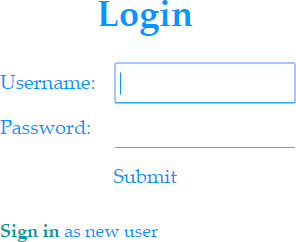 Login
Username:
Password:
Submit
Sign in as new user